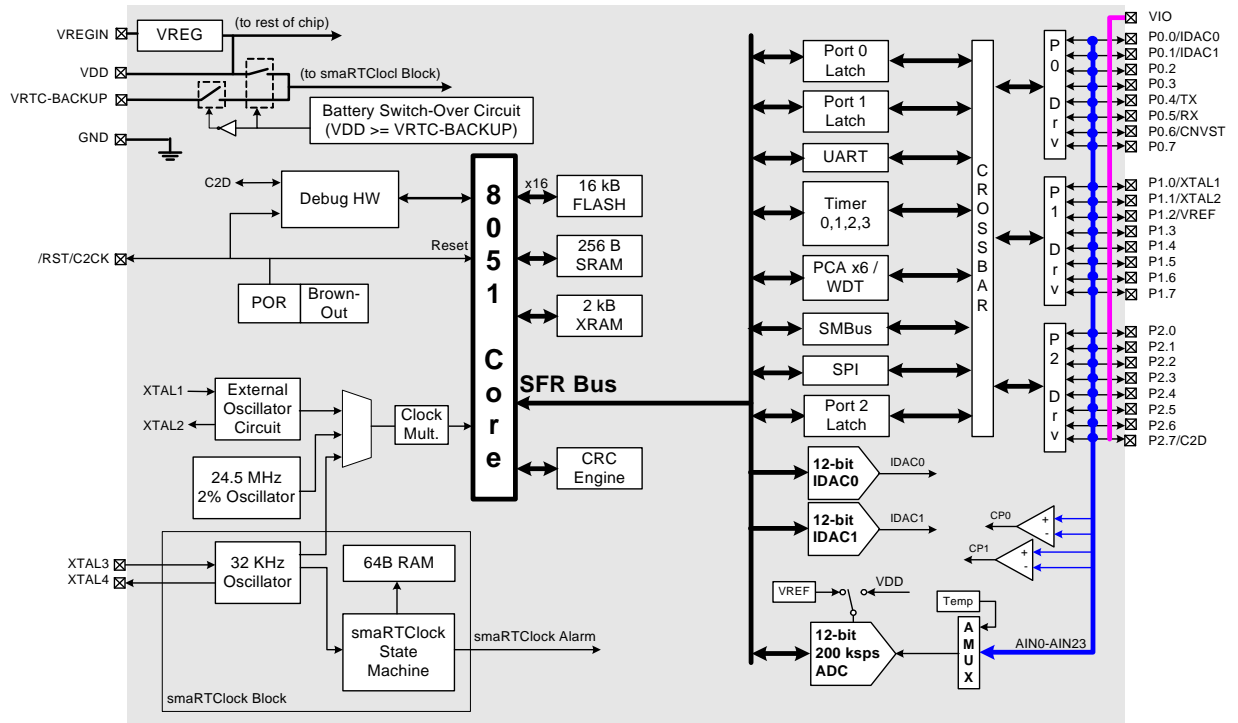 VREGIN
VREG
(to rest of chip)
VDD
(to smaRTClocl Block)
VRTC-BACKUP
Battery Switch-Over Circuit
(VDD >= VRTC-BACKUP)
GND
C2D
Debug HW
/RST/C2CK
Reset
POR
Brown-
Out
8
0
5
1
C
o
r
e
x16
16 kB
FLASH
256 B
SRAM
2 kB
XRAM
SFR Bus
CRC
Engine
XTAL1
XTAL2
External
Oscillator
Circuit
Clock
Mult.
24.5 MHz
2% Oscillator
XTAL3
XTAL4
32 KHz
Oscillator
64B RAM
smaRTClock
State
Machine
smaRTClock Alarm
smaRTClock Block
Port 0
Latch
Port 1
Latch
UART
Timer
0,1,2,3
PCA x6 /
WDT
SMBus
SPI
Port 2
Latch
C
R
O
S
S
B
A
R
P
0
D
r
v
P
1
D
r
v
P
2
D
r
v
VIO
P0.0/IDAC0
P0.1/IDAC1
P0.2
P0.3
P0.4/TX
P0.5/RX
P0.6/CNVST
P0.7
P1.0/XTAL1
P1.1/XTAL2
P1.2/VREF
P1.3
P1.4
P1.5
P1.6
P1.7
P2.0
P2.1
P2.2
P2.3
P2.4
P2.5
P2.6
P2.7/C2D
12-bit
IDAC0
IDAC0
12-bit
IDAC1
IDAC1
CP0
+
-
CP1
+
-
VREF
VDD
Temp
12-bit
200 ksps
ADC
A
M
U
X
AIN0-AIN23